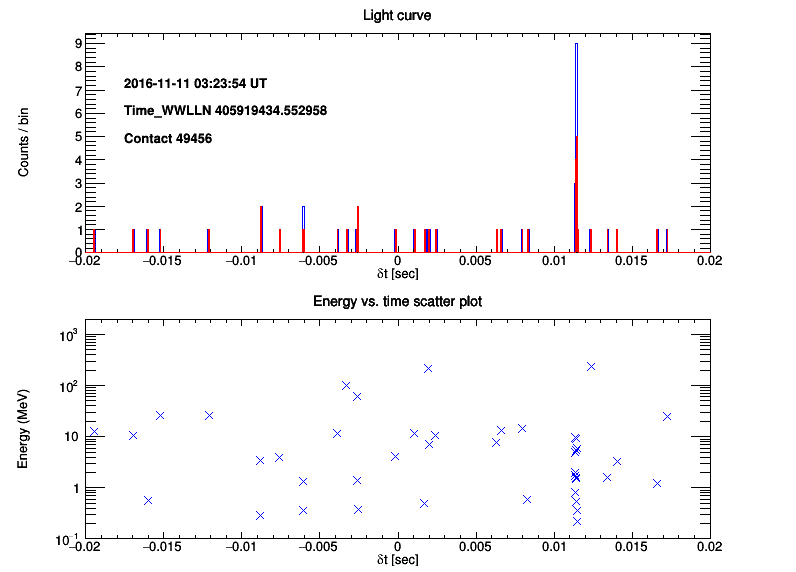 Light curve
Counts / bin
9
8
7
6
5
4
3
2
1
0
2016-11-11 03:23:54 UT
Time_WWLLN 405919434.552958
Contact 49456
−0.02 −0.015 −0.01 −0.005 0 0.005 0.01 0.015 0.02
δt [sec]
Energy vs. time scatter plot
Energy (MeV)
10³
10²
10
1
10⁻¹
−0.02 −0.015 −0.01 −0.005 0 0.005 0.01 0.015 0.02
δt [sec]